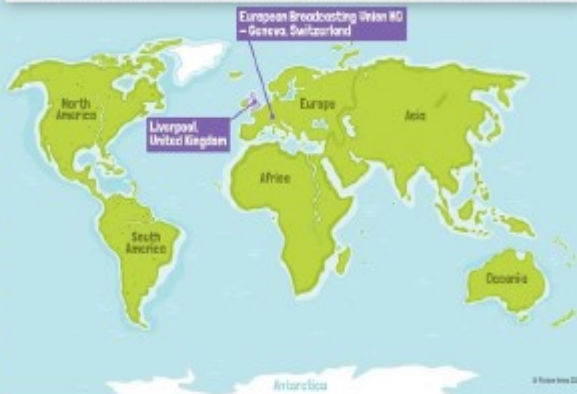 European Broadcasting Union HQ
– Geneva, Switzerland
North
America
Europe
Asia
Liverpool,
United Kingdom
Africa
South
America
Oceania
Antarctica